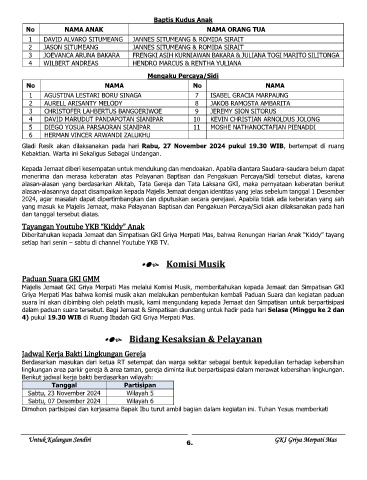 Baptis Kudus Anak
No NAMA ANAK NAMA ORANG TUA
1 DAVID ALVARO SITUMEANG JANNES SITUMEANG & ROMIDA SIRAIT
2 JASON SITUMEANG JANNES SITUMEANG & ROMIDA SIRAIT
3 JOEVANCA ARUNA BAKARA FRENGKI ASIH KURNIAWAN BAKARA & JULIANA TOGI MARITO SILITONGA
4 WILBERT ANDREAS HENDRO MARCUS & RENTHA YULIANA
Mengaku Percaya/Sidi
No NAMA No NAMA
1 AGUSTINA LESTARI BORU SINAGA 7 ISABEL GRACIA MARPAUNG
2 AURELL ARISANTY MELODY 8 JAKOB RAMOSTA AMBARITA
3 CHRISTOFER LAHIERTUS BANGOERIWOE 9 JEREMY SION SITORUS
4 DAVID MARUDUT PANDAPOTAN SIANIPAR 10 KEVIN CHRISTIAN ARNOLDUS JOLONG
5 DIEGO YOSUA PARSAORAN SIANIPAR 11 MOSHE NATHANOCTAFIAN PIENADDI
6 HERMAN VINCER ARWANDI ZALUKHU
Gladi Resik akan dilaksanakan pada hari Rabu, 27 November 2024 pukul 19.30 WIB, bertempat di ruang
Kebaktian. Warta ini Sekaligus Sebagai Undangan.
Kepada Jemaat diberi kesempatan untuk mendukung dan mendoakan. Apabila diantara Saudara-saudara belum dapat
menerima dan merasa keberatan atas Pelayanan Baptisan dan Pengakuan Percaya/Sidi tersebut diatas, karena
alasan-alasan yang berdasarkan Alkitab, Tata Gereja dan Tata Laksana GKI, maka pernyataan keberatan berikut
alasan-alasannya dapat disampaikan kepada Majelis Jemaat dengan identitas yang jelas sebelum tanggal 1 Desember
2024, agar masalah dapat dipertimbangkan dan diputuskan secara gerejawi. Apabila tidak ada keberatan yang sah
yang masuk ke Majelis Jemaat, maka Pelayanan Baptisan dan Pengakuan Percaya/Sidi akan dilaksanakan pada hari
dan tanggal tersebut diatas.
Tayangan Youtube YKB "Kiddy" Anak
Diberitahukan kepada Jemaat dan Simpatisan GKI Griya Merpati Mas, bahwa Renungan Harian Anak "Kiddy" tayang
setiap hari senin – sabtu di channel Youtube YKB TV.
Komisi Musik
Paduan Suara GKI GMM
Majelis Jemaat GKI Griya Merpati Mas melalui Komisi Musik, memberitahukan kepada Jemaat dan Simpatisan GKI
Griya Merpati Mas bahwa komisi musik akan melakukan pembentukan kembali Paduan Suara dan kegiatan paduan
suara ini akan dibimbing oleh pelatih musik, kami mengundang kepada Jemaat dan Simpatisan untuk berpartisipasi
dalam paduan suara tersebut. Bagi Jemaat & Simpatisan diundang untuk hadir pada hari Selasa (Minggu ke 2 dan
4) pukul 19.30 WIB di Ruang Ibadah GKI Griya Merpati Mas.
Bidang Kesaksian & Pelayanan
Jadwal Kerja Bakti Lingkungan Gereja
Berdasarkan masukan dari ketua RT setempat dan warga sekitar sebagai bentuk kepedulian terhadap kebersihan
lingkungan area parkir gereja & area taman, gereja diminta ikut berpartisipasi dalam merawat kebersihan lingkungan.
Berikut jadwal kerja bakti berdasarkan wilayah:
Tanggal Partisipan
Sabtu, 23 November 2024 Wilayah 5
Sabtu, 07 Desember 2024 Wilayah 6
Dimohon partisipasi dan kerjasama Bapak Ibu turut ambil bagian dalam kegiatan ini. Tuhan Yesus memberkati
Untuk Kalangan Sendiri 6. GKI Griya Merpati Mas